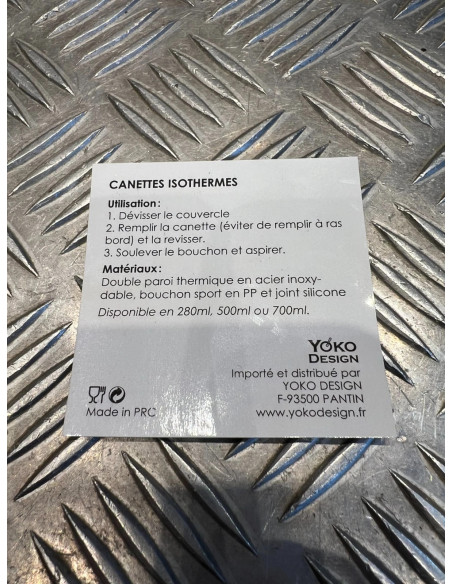 CANETTES ISOTHERMES
Utilisation :
1. Dévisser le couvercle
2. Remplir la canette (éviter de remplir à ras
bord) et la revisser.
3. Soulever le bouchon et aspirer.
Matériaux :
Double paroi thermique en acier inoxy-
dable, bouchon sport en PP et joint silicone
Disponible en 280ml, 500ml ou 700ml.
YOKO
DESIGN
Importé et distribué par
YOKO DESIGN
F-93500 PANTIN
www.yokodesign.fr
Made in PRC